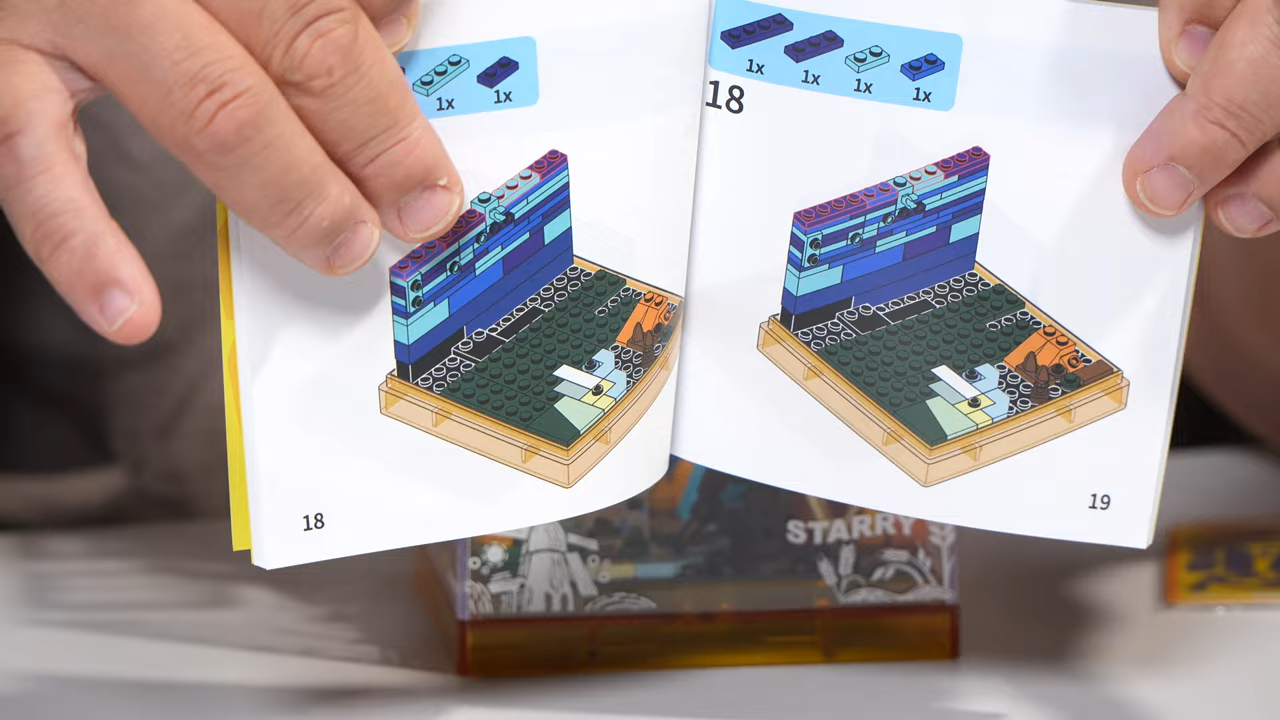 1x 1x
18
1x 1x 1x 1x
18
19
STARRY